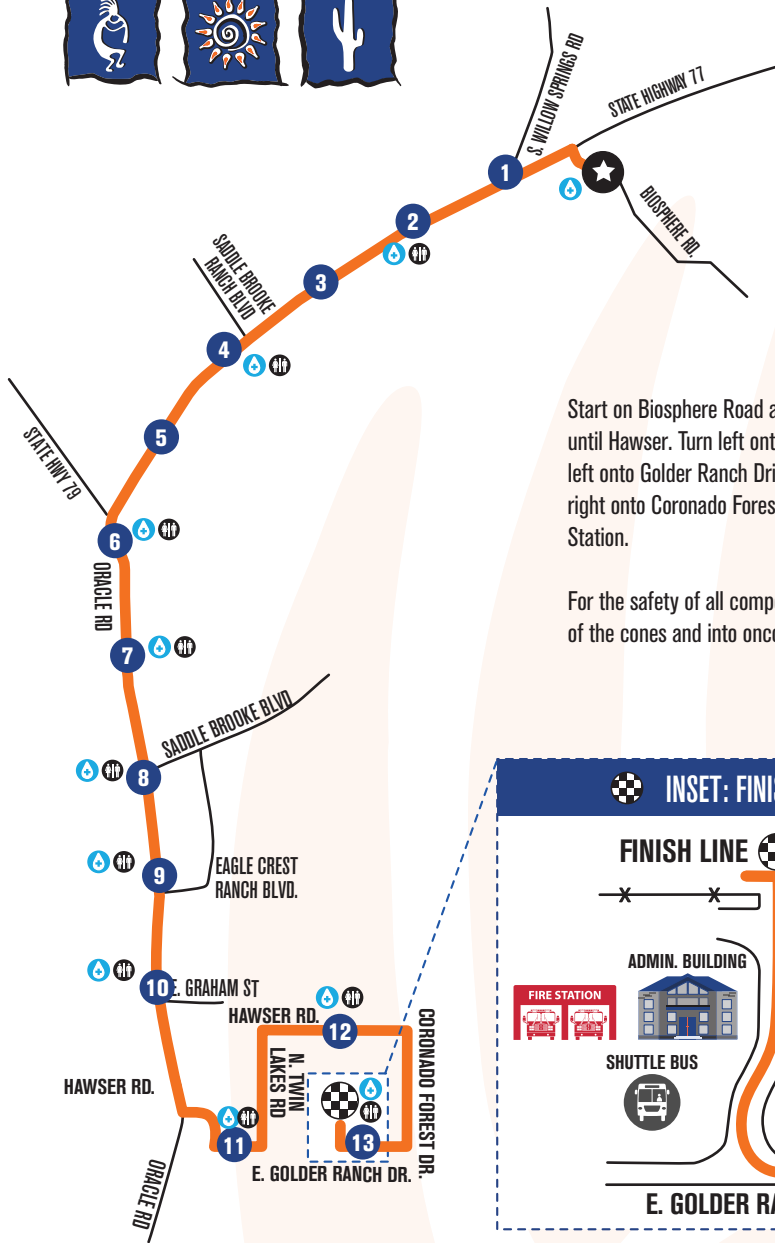 S. WILLOW SPRINGS RD
STATE HIGHWAY 77
1
BIOSPHERE RD.
2
SADDLE BROOKE
RANCH BLVD
3
4
STATE HWY 79
5
6
ORACLE RD
7
SADDLE BROOKE BLVD
8
9
EAGLE CREST
RANCH BLVD.
10
E. GRAHAM ST
HAWSER RD.
12
N. TWIN
LAKES RD
CORONADO FOREST DR.
HAWSER RD.
11
13
E. GOLDER RANCH DR.
ORACLE RD
Start on Biosphere Road a
until Hawser. Turn left ont
left onto Golder Ranch Dri
right onto Coronado Fores
Station.
For the safety of all compe
of the cones and into onco
INSET: FINIS
FINISH LINE
X X
ADMIN. BUILDING
FIRE STATION
SHUTTLE BUS
E. GOLDER RA